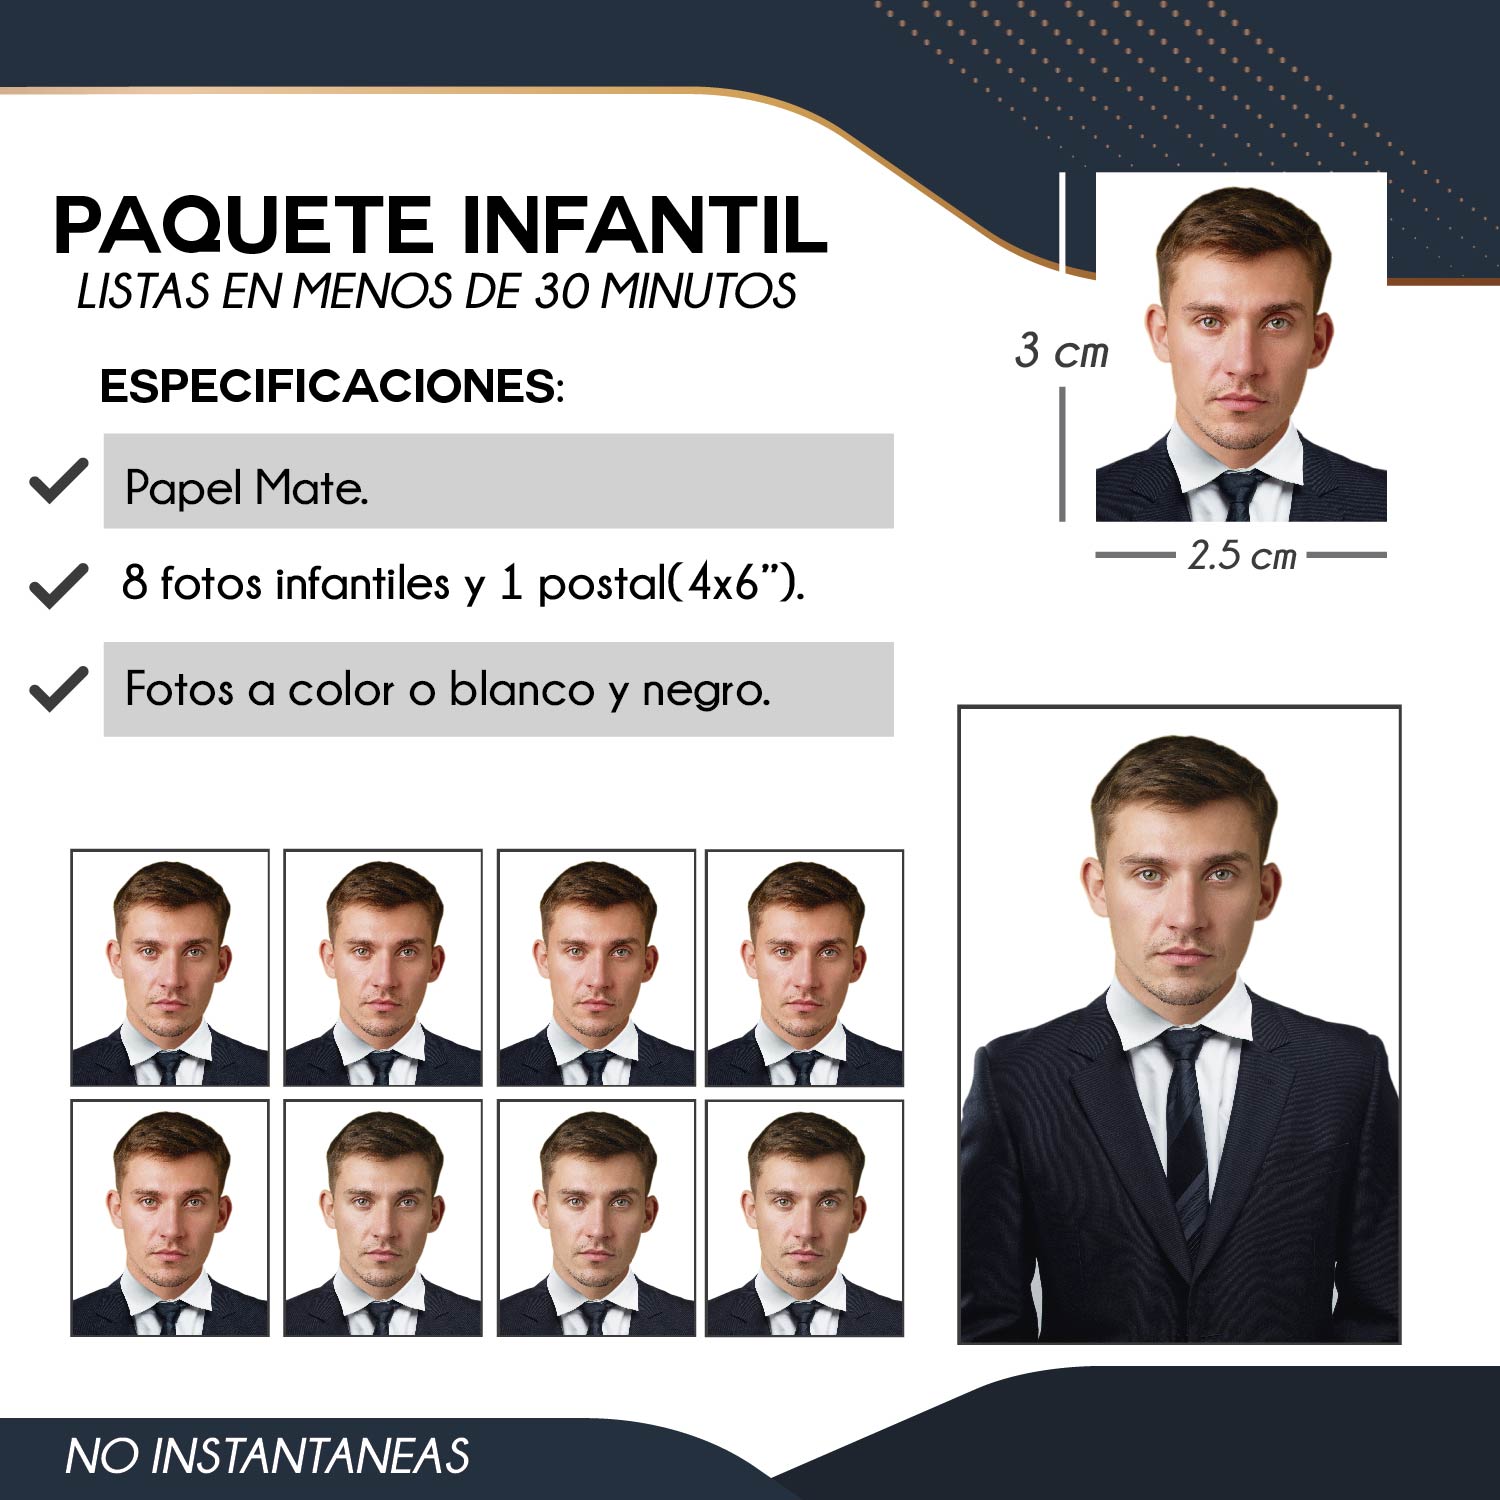 PAQUETE INFANTIL
LISTAS EN MENOS DE 30 MINUTOS
ESPECIFICACIONES:
Papel Mate.
8 fotos infantiles y 1 postal(4x6”).
Fotos a color o blanco y negro.
3 cm
2.5 cm
NO INSTANTANEAS